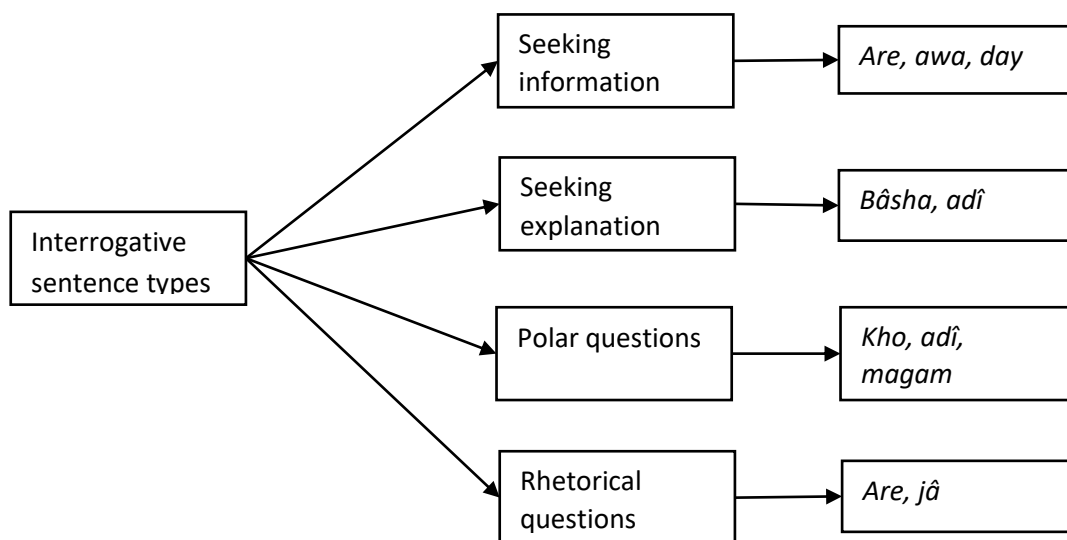 Seeking
information
Are, awa, day
Seeking
explanation
Bâsha, adî
Interrogative
sentence types
Polar questions
Kho, adî,
magam
Rhetorical
questions
Are, jâ